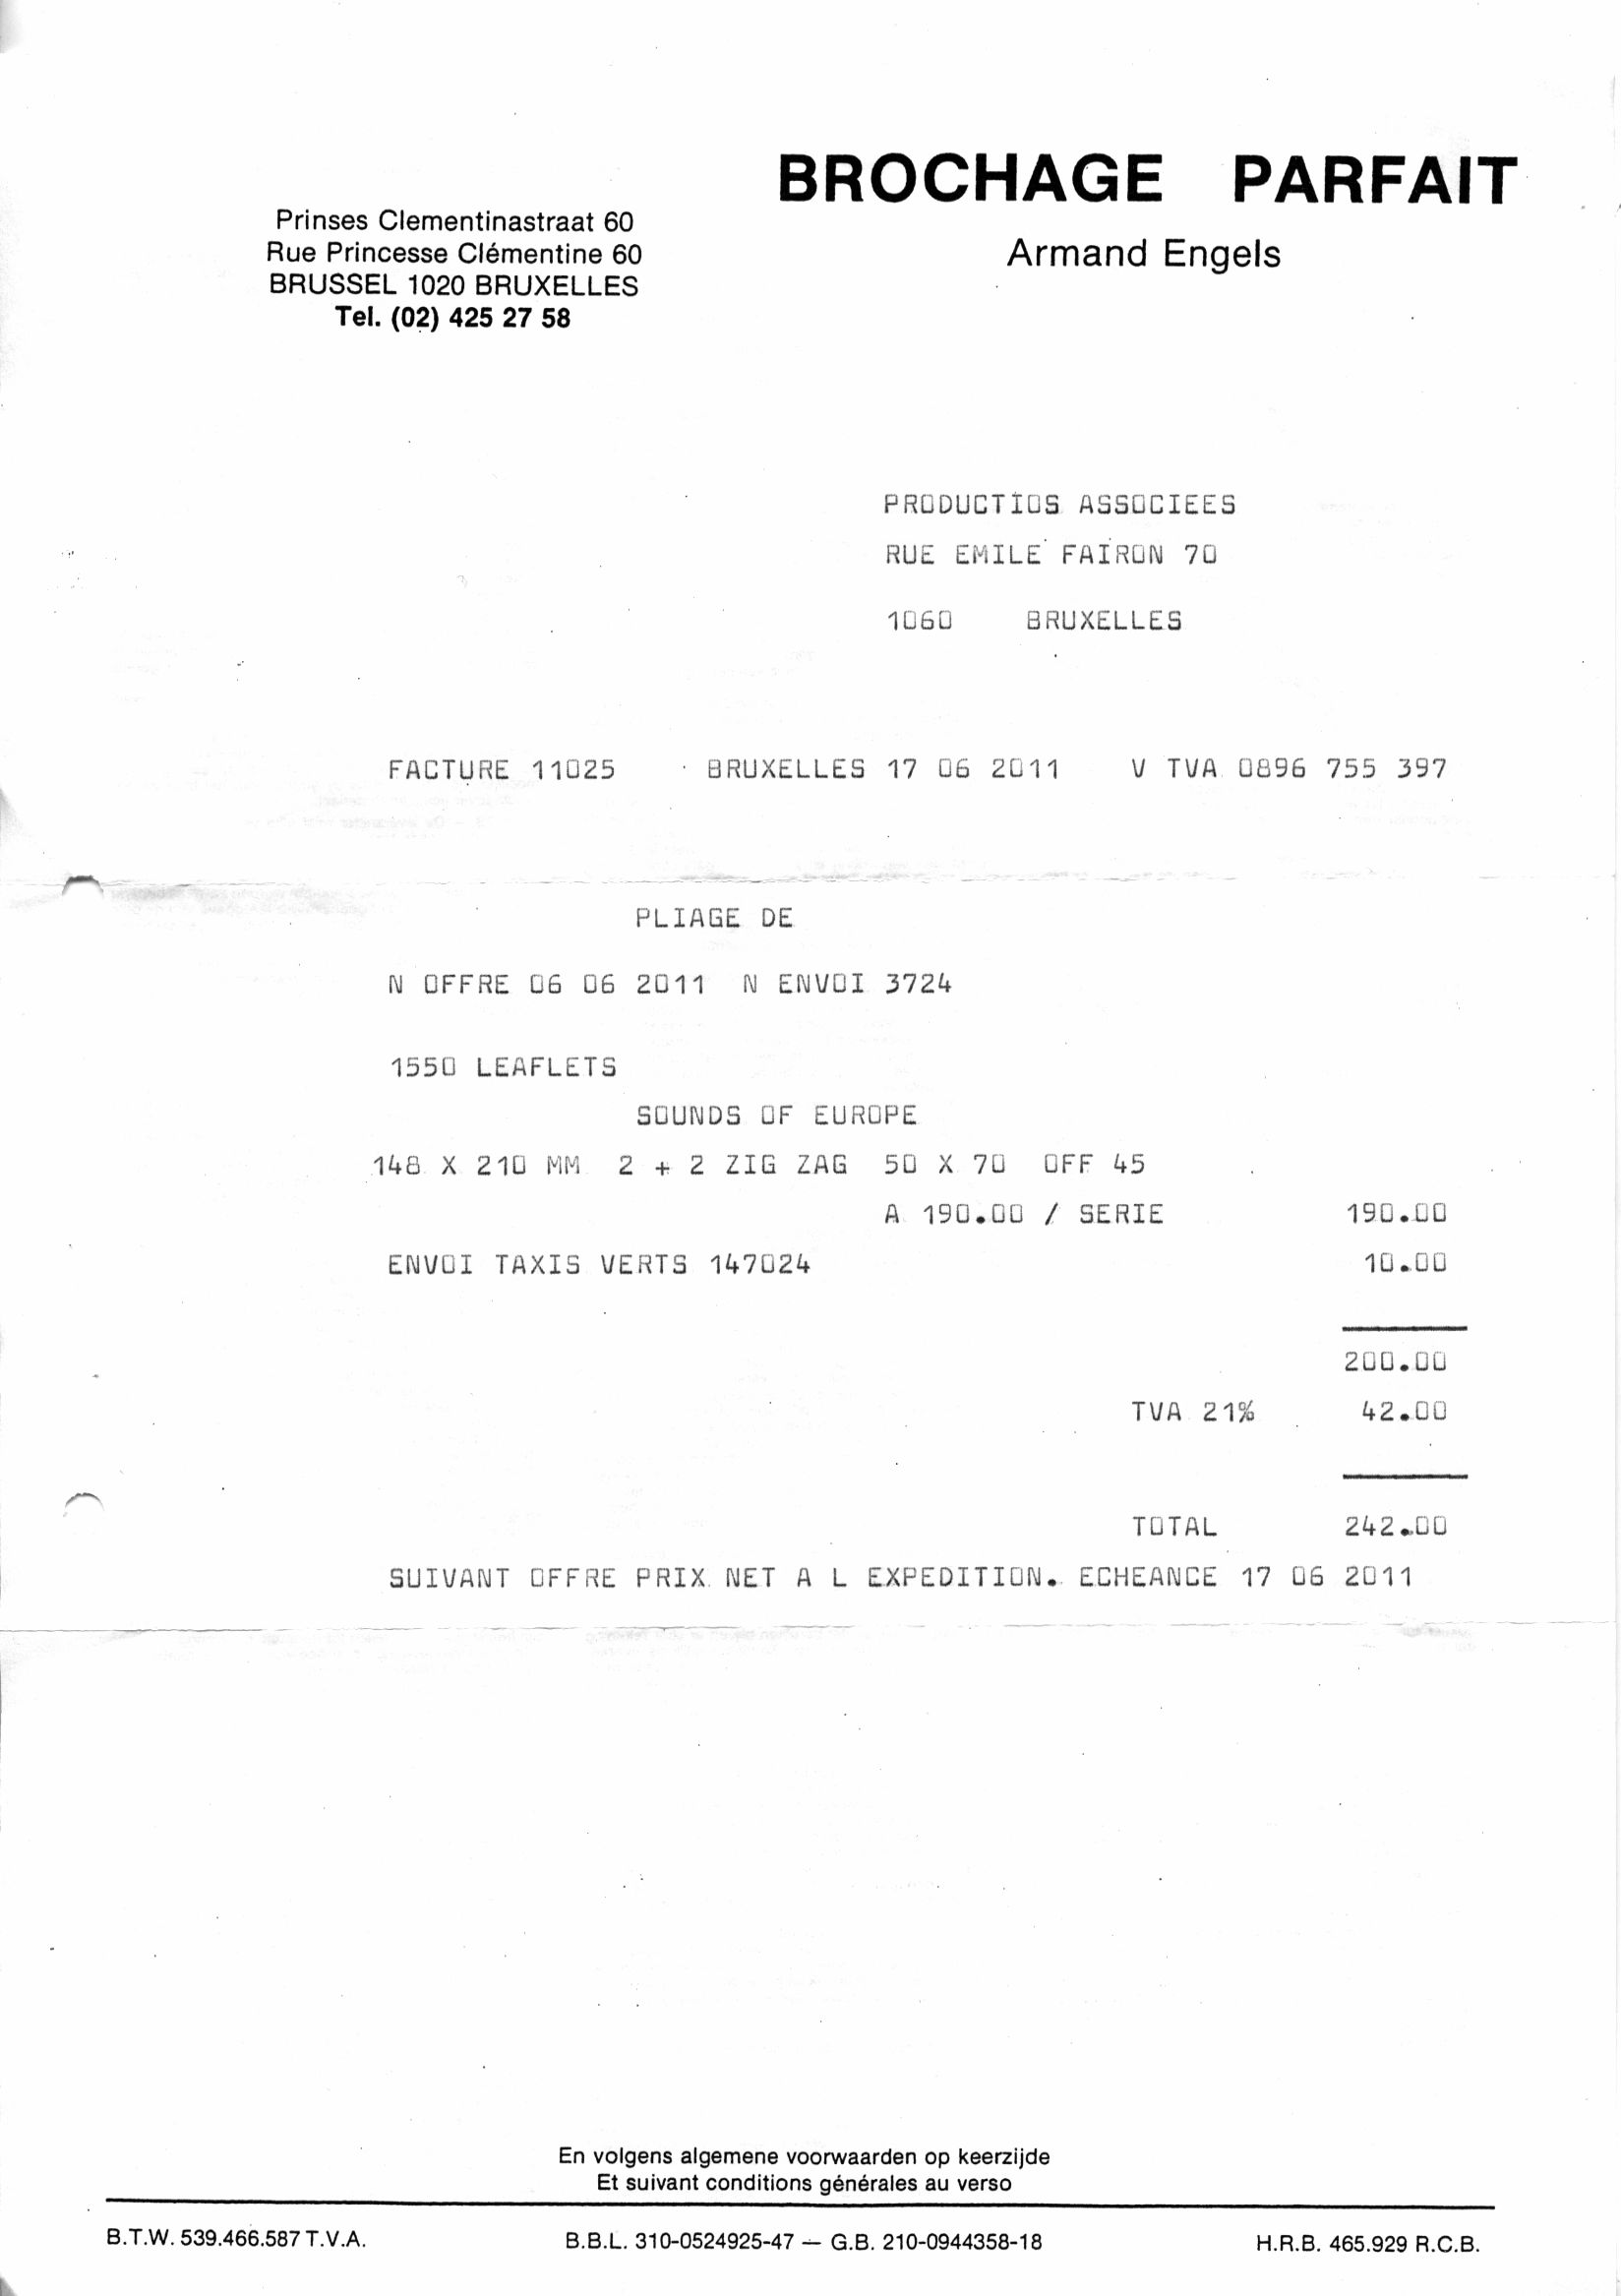 BROCHAGE PARFAIT
Armand Engels
Prinses Clementinastraat 60
Rue Princesse Clémentine 60
BRUSSEL 1020 BRUXELLES
Tel. (02) 425 27 58
PRODUCTIOS ASSOCIEES
RUE EMILE FAIRON 70
1060 BRUXELLES
FACTURE 11025 BRUXELLES 17 06 2011 V TVA 0896 755 397
PLIAGE DE
N OFFRE 06 06 2011 N ENVOI 3724
1550 LEAFLETS
SOUNDS OF EUROPE
148 X 210 MM 2 + 2 ZIG ZAG 50 X 70 OFF 45
A 190.00 / SERIE 190.00
ENVOI TAXIS VERTS 147024 10.00
200.00
TVA 21% 42.00
TOTAL 242.00
SUIVANT OFFRE PRIX NET A L EXPEDITION. ECHEANCE 17 06 2011
En volgens algemene voorwaarden op keerzijde
Et suivant conditions générales au verso
B.T.W. 539.466.587 T.V.A. B.B.L. 310-0524925-47 — G.B. 210-0944358-18 H.R.B. 465.929 R.C.B.